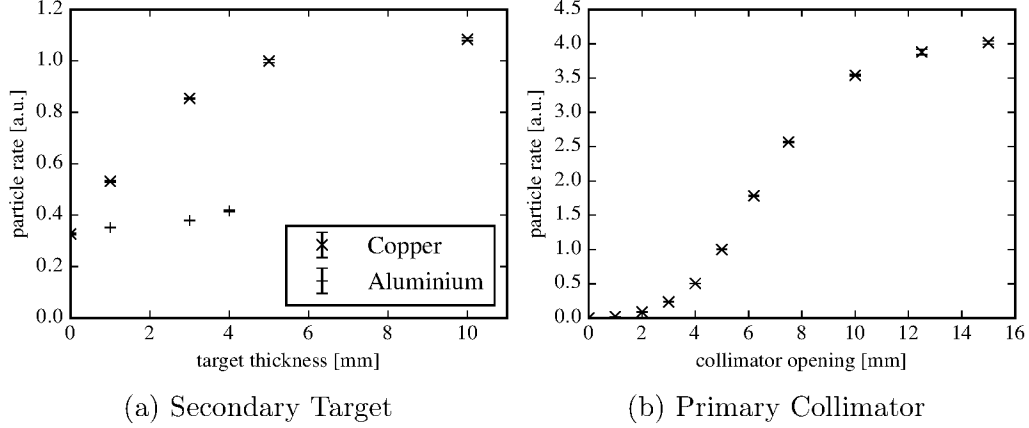 1.2
1.0
0.8
0.6
0.4
0.2
0.0
particle rate [a.u.]
Copper
Aluminium
0 2 4 6 8 10
target thickness [mm]
(a) Secondary Target
4.5
4.0
3.5
3.0
2.5
2.0
1.5
1.0
0.5
0.0
particle rate [a.u.]
0 2 4 6 8 10 12 14 16
collimator opening [mm]
(b) Primary Collimator